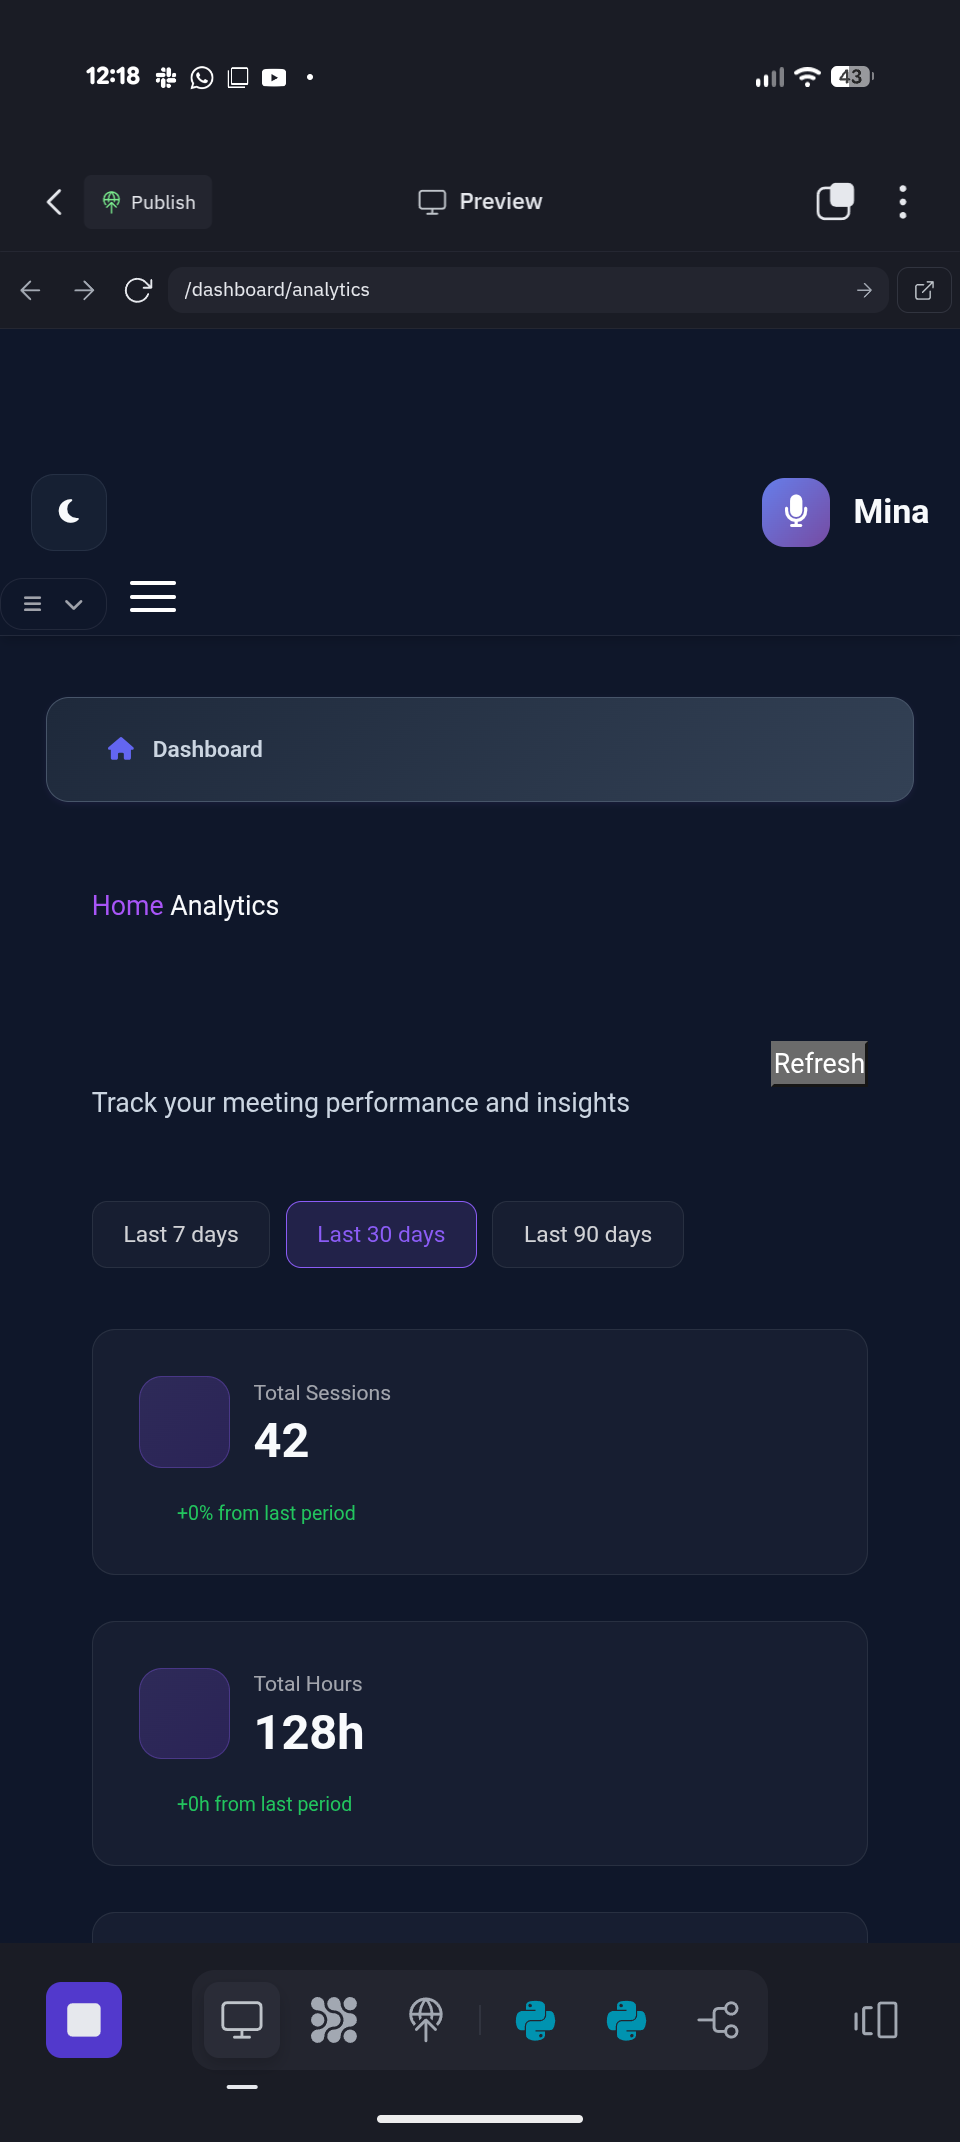 12:18
43
Publish
Preview
/dashboard/analytics
Mina
Dashboard
Home Analytics
Refresh
Track your meeting performance and insights
Last 7 days
Last 30 days
Last 90 days
Total Sessions
42
+0% from last period
Total Hours
128h
+0h from last period